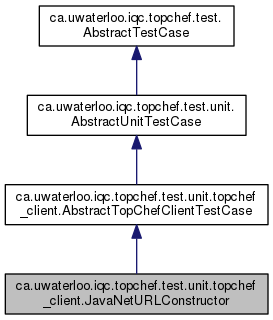 ca.uwaterloo.iqc.topchef.test.
AbstractTestCase
ca.uwaterloo.iqc.topchef.test.unit.
AbstractUnitTestCase
ca.uwaterloo.iqc.topchef.test.unit.topchef
_client.AbstractTopChefClientTestCase
ca.uwaterloo.iqc.topchef.test.unit.topchef
_client.JavaNetURLConstructor